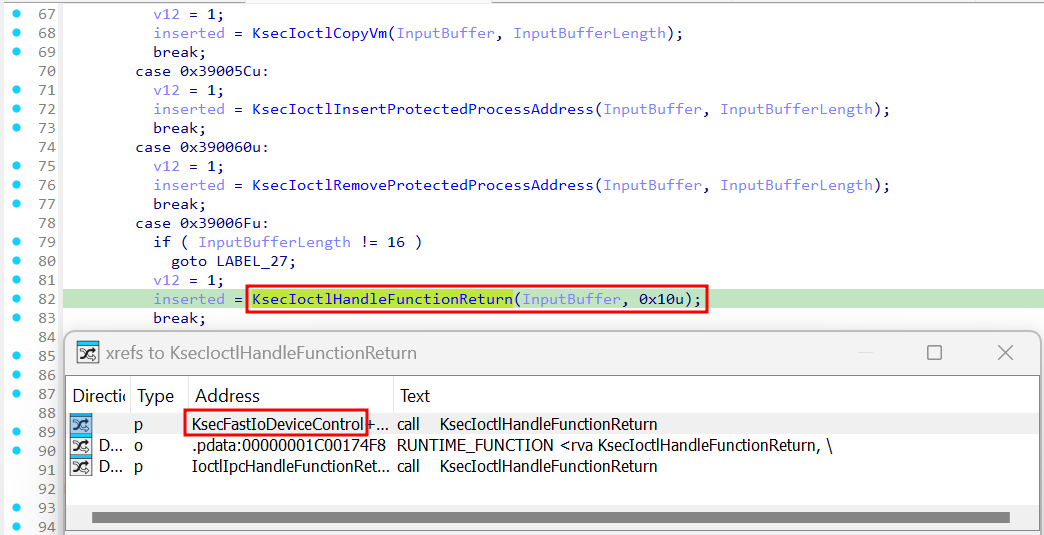 67 v12 = 1;
68 inserted = KsecIoctlCopyVm(InputBuffer, InputBufferLength);
69 break;
70 case 0x39005Cu:
71 v12 = 1;
72 inserted = KsecIoctlInsertProtectedProcessAddress(InputBuffer, InputBufferLength);
73 break;
74 case 0x390060u:
75 v12 = 1;
76 inserted = KsecIoctlRemoveProtectedProcessAddress(InputBuffer, InputBufferLength);
77 break;
78 case 0x39006Fu:
79 if ( InputBufferLength != 16 )
80 goto LABEL_27;
81 v12 = 1;
82 inserted = KsecIoctlHandleFunctionReturn(InputBuffer, 0x10u);
83 break;
84
85
86
87
88
89
90
91
92
93
94
xrefs to KsecIoctlHandleFunctionReturn
Directic Type Address Text
p KsecFastIoDeviceControl+... call KsecIoctlHandleFunctionReturn
D... o .pdata:00000001C00174F8 RUNTIME_FUNCTION <rva KsecIoctlHandleFunctionReturn, \
D... p IoctlIpcHandleFunctionRet... call KsecIoctlHandleFunctionReturn